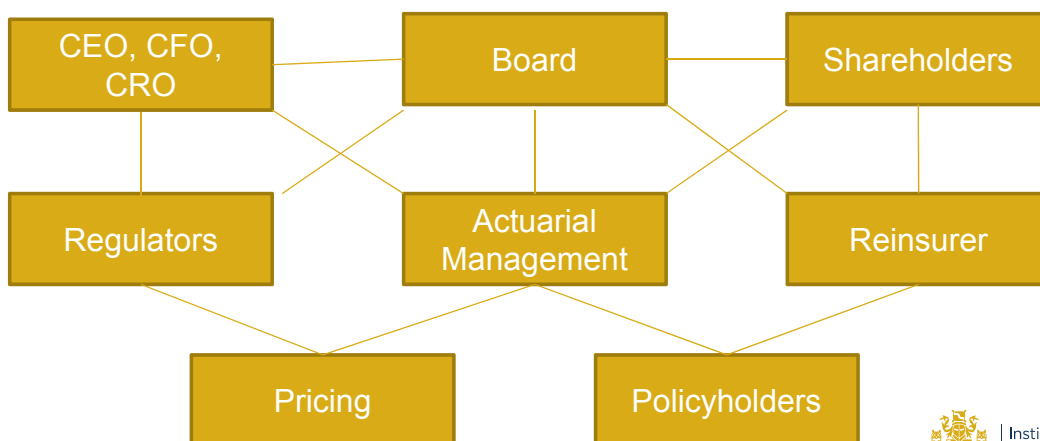 CEO, CFO,
CRO
Board
Shareholders
Regulators
Actuarial
Management
Reinsurer
Pricing
Policyholders
Insti